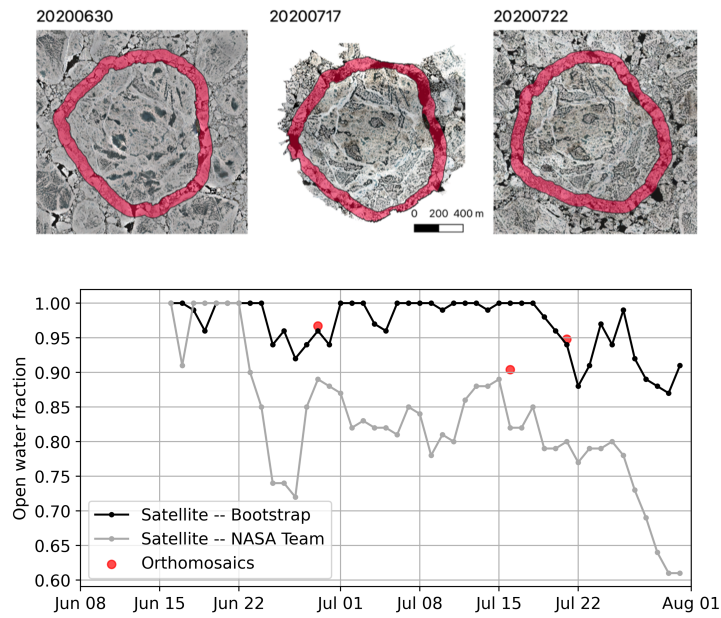 20200630 20200717 20200722
0 200 400 m
1.00
0.95
0.90
0.85
0.80
0.75
0.70
0.65
0.60
Open water fraction
Satellite -- Bootstrap
Satellite -- NASA Team
Orthomosaics
Jun 08 Jun 15 Jun 22 Jul 01 Jul 08 Jul 15 Jul 22 Aug 01